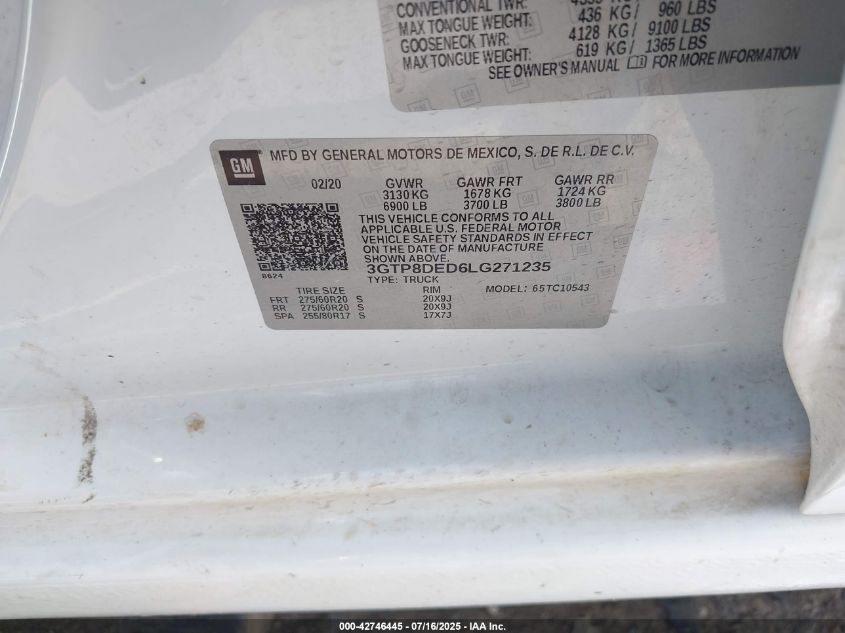 CONVENTIONAL TWR:
MAX TONGUE WEIGHT: 436 KG / 960 LBS
GOOSENECK TWR: 4128 KG / 9100 LBS
MAX TONGUE WEIGHT: 619 KG / 1365 LBS
SEE OWNER'S MANUAL FOR MORE INFORMATION
GM MFD BY GENERAL MOTORS DE MEXICO, S. DE R.L. DE C.V.
02/20 GVWR GAWR FRT GAWR RR
3130 KG 1678 KG 1724 KG
6900 LB 3700 LB 3800 LB
THIS VEHICLE CONFORMS TO ALL
APPLICABLE U.S. FEDERAL MOTOR
VEHICLE SAFETY STANDARDS IN EFFECT
ON THE DATE OF MANUFACTURE
SHOWN ABOVE.
8624 3GTP8DED6LG271235
TYPE: TRUCK MODEL: 65TC10543
TIRE SIZE RIM
FRT 275/60R20 S 20X9J
RR 275/60R20 S 20X9J
SPA 255/80R17 S 17X7J
000-42746445 - 07/16/2025 - IAA Inc.